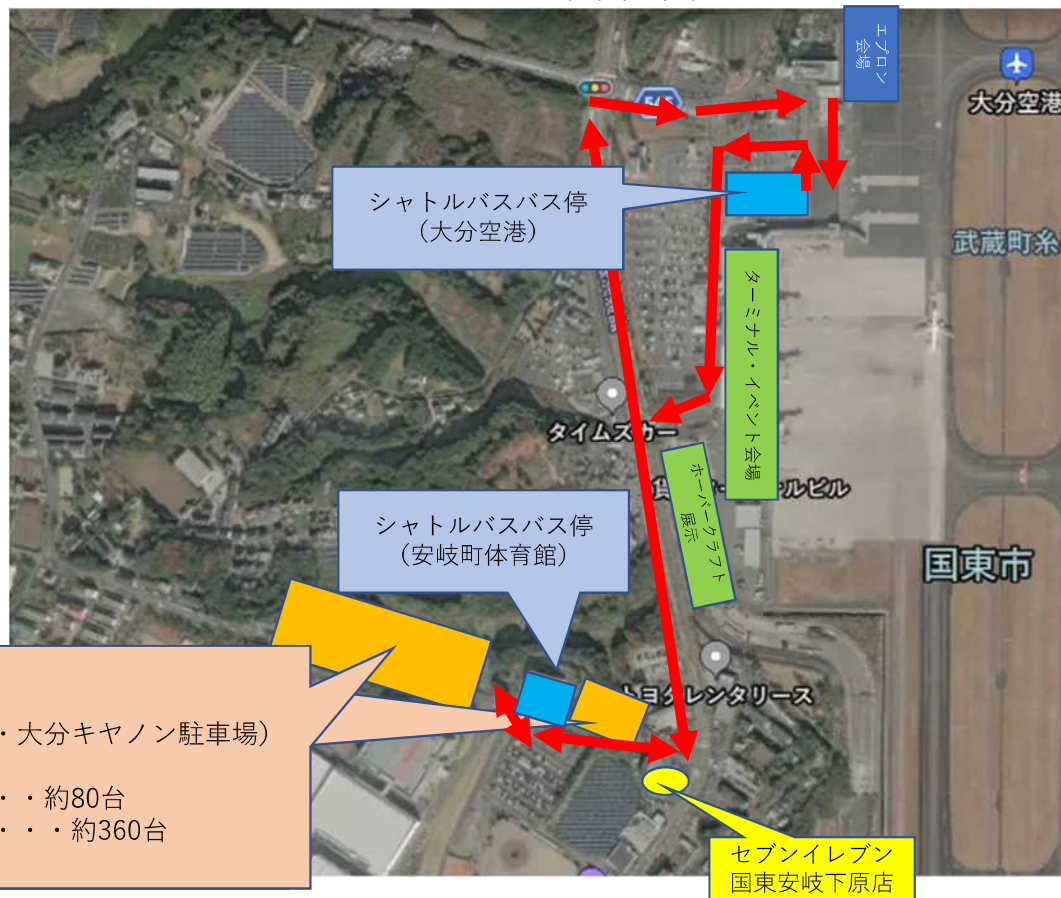 エプロン
会場
大分空港
シャトルバスバス停
（大分空港）
武蔵町糸
ターミナル・イベント会場
タイムズカー
ホーバークラフト
展示
ルビル
シャトルバスバス停
（安岐町体育館）
国東市
トヨタレンタリース
・大分キヤノン駐車場）
・・約80台
・・・約360台
セブンイレブン
国東安岐下原店